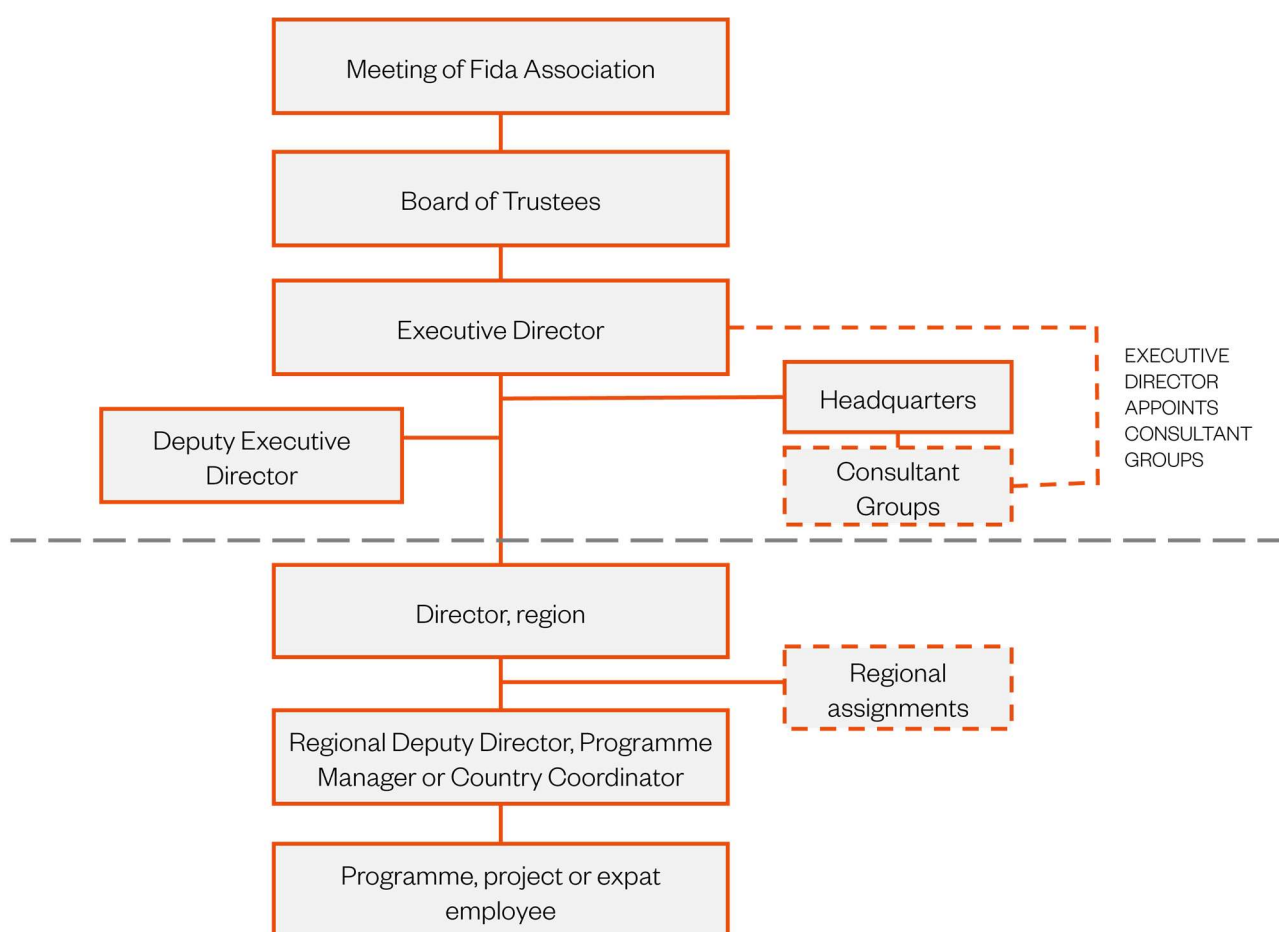 Meeting of Fida Association
Board of Trustees
Executive Director
EXECUTIVE
DIRECTOR
APPOINTS
CONSULTANT
GROUPS
Headquarters
Deputy Executive
Director
Consultant
Groups
Director, region
Regional
assignments
Regional Deputy Director, Programme
Manager or Country Coordinator
Programme, project or expat
employee